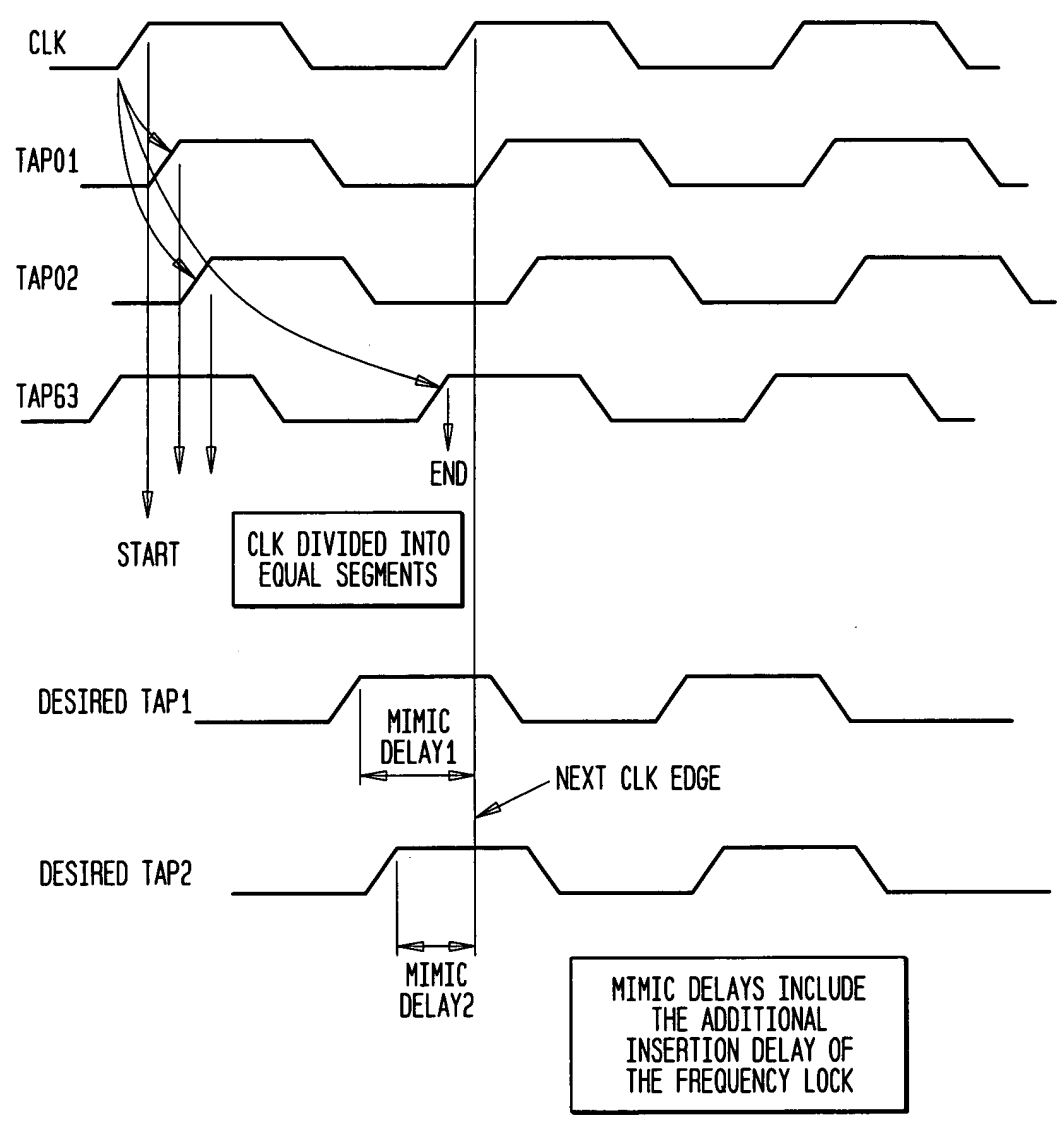 CLK
TAP01
TAP02
TAP63
END
START
CLK DIVIDED INTO
EQUAL SEGMENTS
DESIRED TAP1
MIMIC
DELAY1
NEXT CLK EDGE
DESIRED TAP2
MIMIC
DELAY2
MIMIC DELAYS INCLUDE
THE ADDITIONAL
INSERTION DELAY OF
THE FREQUENCY LOCK